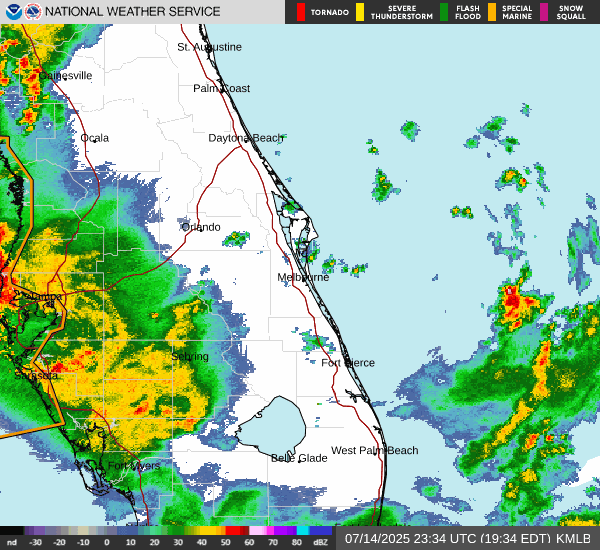 NATIONAL WEATHER SERVICE
TORNADO
SEVERE THUNDERSTORM
FLASH FLOOD
SPECIAL MARINE
SNOW SQUALL
St. Augustine
Gainesville
Palm Coast
Ocala
Daytona Beach
Orlando
Melbourne
Tampa
Sebring
Fort Pierce
Sarasota
West Palm Beach
Belle Glade
Fort Myers
nd -30 -20 -10 0 10 20 30 40 50 60 70 80 dBZ
07/14/2025 23:34 UTC (19:34 EDT) KMLB